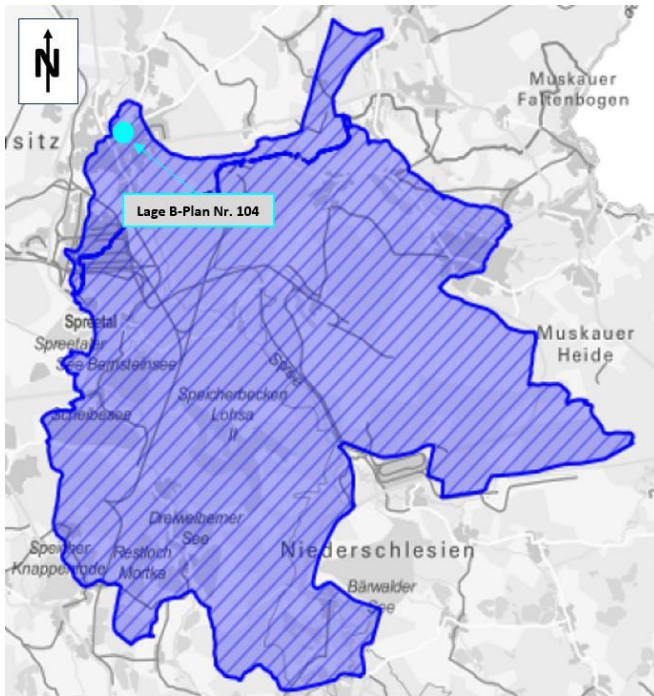 N
Muskauer
Faltenbogen
sitz
Lage B-Plan Nr. 104
Spreetal
Spreetaler
See Bernsteinsee
Muskauer
Heide
Spree
Scheibesee
Speicherbecken
Lohsa
II
Dreiweiberner
See
Speicher
Knappenrode
Restloch
Mortka
Niederschlesien
Bärwalder
See